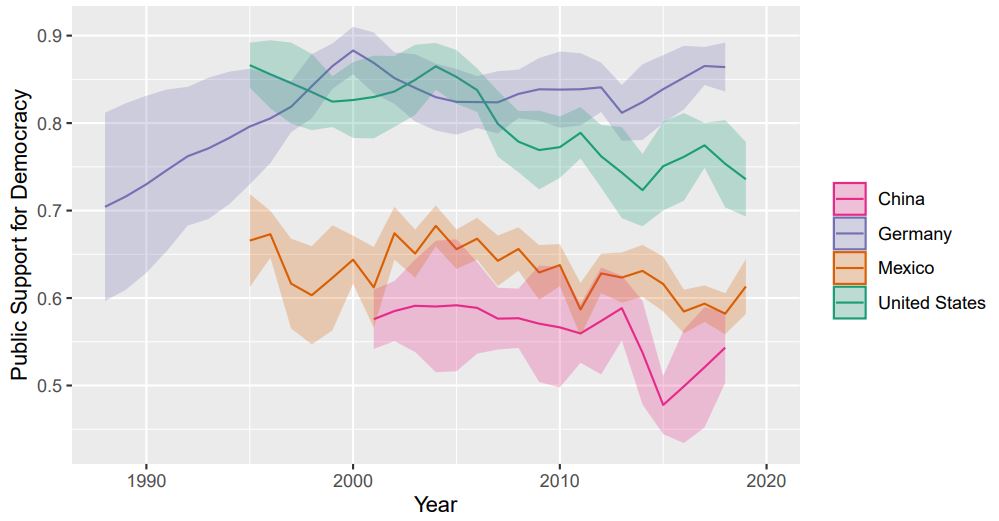 Public Support for Democracy
0.9
0.8
0.7
0.6
0.5
1990 2000 2010 2020
Year
China
Germany
Mexico
United States